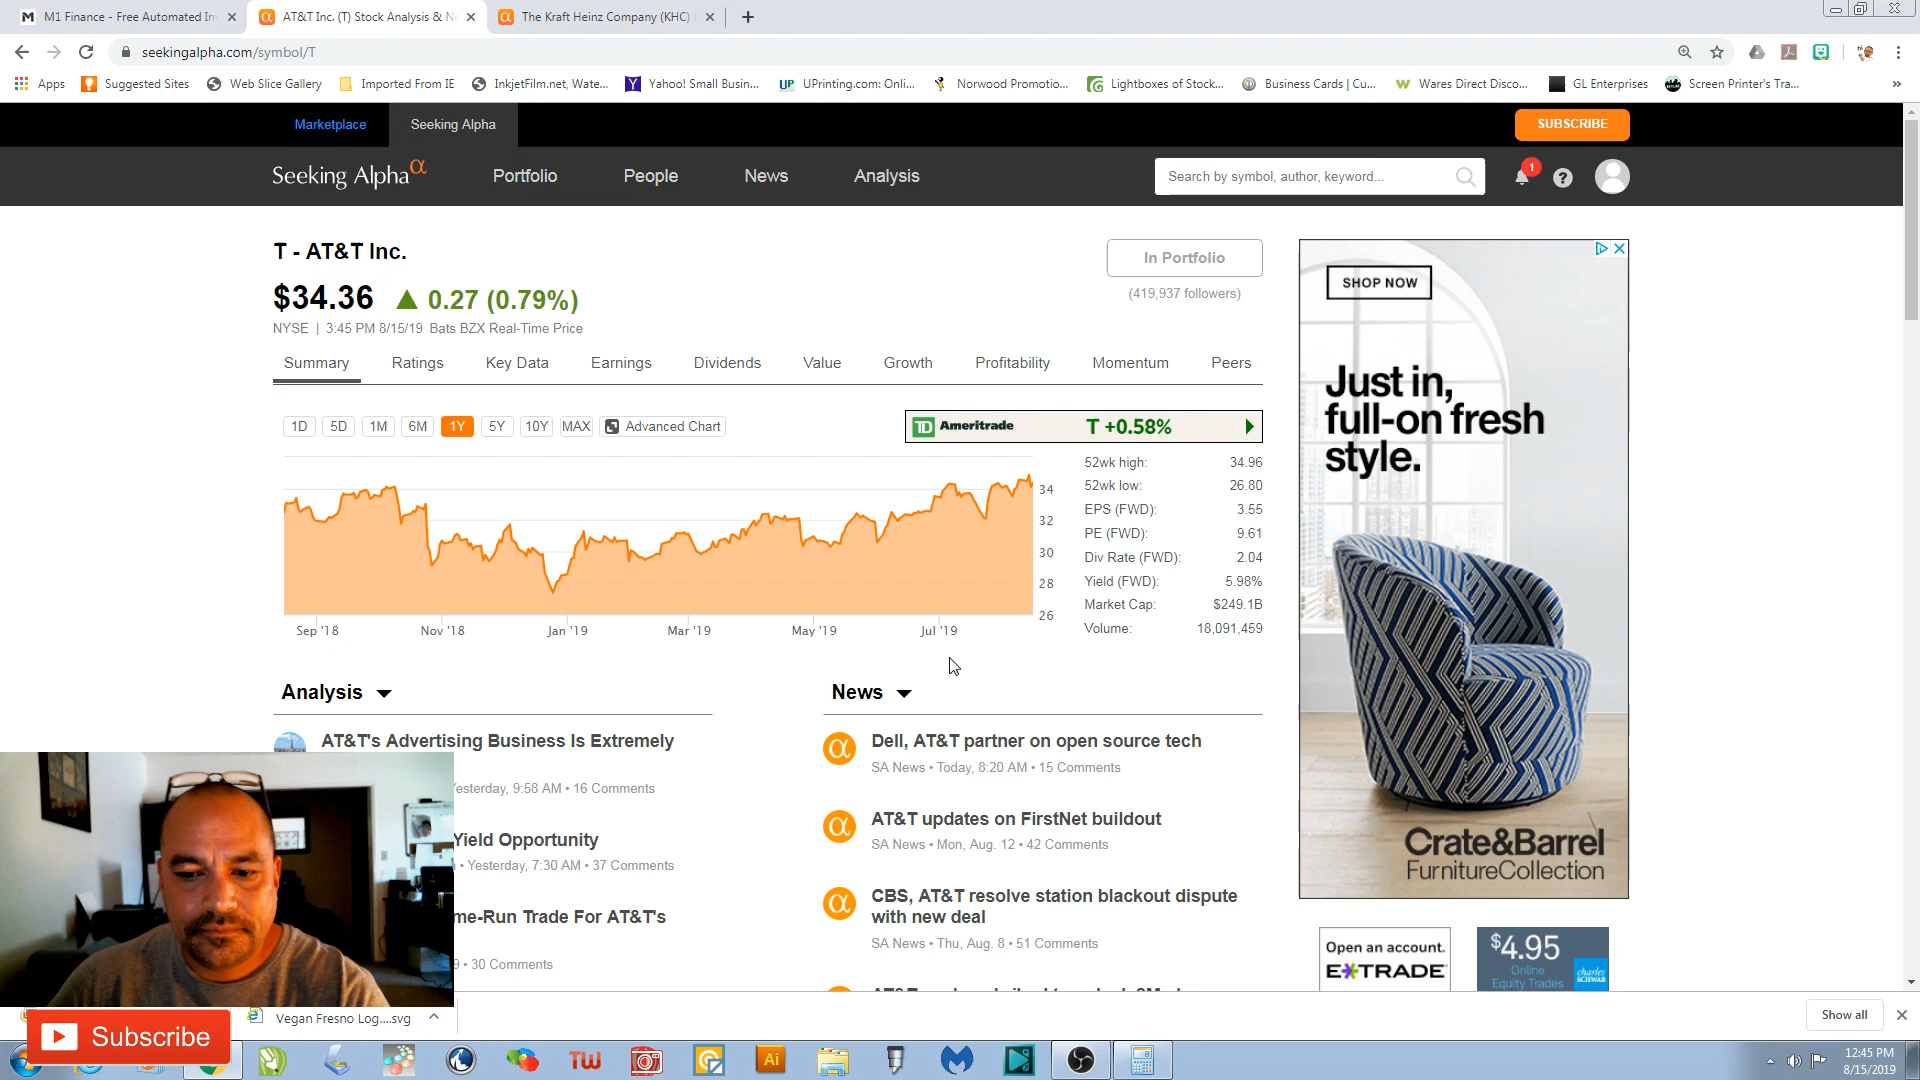 M1 Finance - Free Automated Inv
AT&T Inc. (T) Stock Analysis & Ne
The Kraft Heinz Company (KHC)
seekingalpha.com/symbol/T
Apps
Suggested Sites
Web Slice Gallery
Imported From IE
InkjetFilm.net, Wate...
Yahoo! Small Busin...
UPrinting.com: Onli...
Norwood Promotio...
Lightboxes of Stock...
Business Cards | Cu...
Wares Direct Disco...
GL Enterprises
Screen Printer's Tra...
Marketplace
Seeking Alpha
SUBSCRIBE
Seeking Alpha α
Portfolio
People
News
Analysis
Search by symbol, author, keyword...
1
T - AT&T Inc.
In Portfolio
$34.36 ▲ 0.27 (0.79%)
(419,937 followers)
NYSE | 3:45 PM 8/15/19 Bats BZX Real-Time Price
Summary
Ratings
Key Data
Earnings
Dividends
Value
Growth
Profitability
Momentum
Peers
1D
5D
1M
6M
1Y
5Y
10Y
MAX
Advanced Chart
TD Ameritrade T +0.58%
34
32
30
28
26
Sep '18
Nov '18
Jan '19
Mar '19
May '19
Jul '19
52wk high: 34.96
52wk low: 26.80
EPS (FWD): 3.55
PE (FWD): 9.61
Div Rate (FWD): 2.04
Yield (FWD): 5.98%
Market Cap: $249.1B
Volume: 18,091,459
Analysis
AT&T's Advertising Business Is Extremely
Yesterday, 9:58 AM • 16 Comments
Yield Opportunity
• Yesterday, 7:30 AM • 37 Comments
me-Run Trade For AT&T's
9 • 30 Comments
News
Dell, AT&T partner on open source tech
SA News • Today, 8:20 AM • 15 Comments
AT&T updates on FirstNet buildout
SA News • Mon, Aug. 12 • 42 Comments
CBS, AT&T resolve station blackout dispute
with new deal
SA News • Thu, Aug. 8 • 51 Comments
SHOP NOW
Just in,
full-on fresh
style.
Crate&Barrel
FurnitureCollection
Open an account.
E*TRADE
$4.95
Online
Equity Trades
charles
SCHWAB
Subscribe
Vegan Fresno Log....svg
Show all
TW
Ai
12:45 PM
8/15/2019